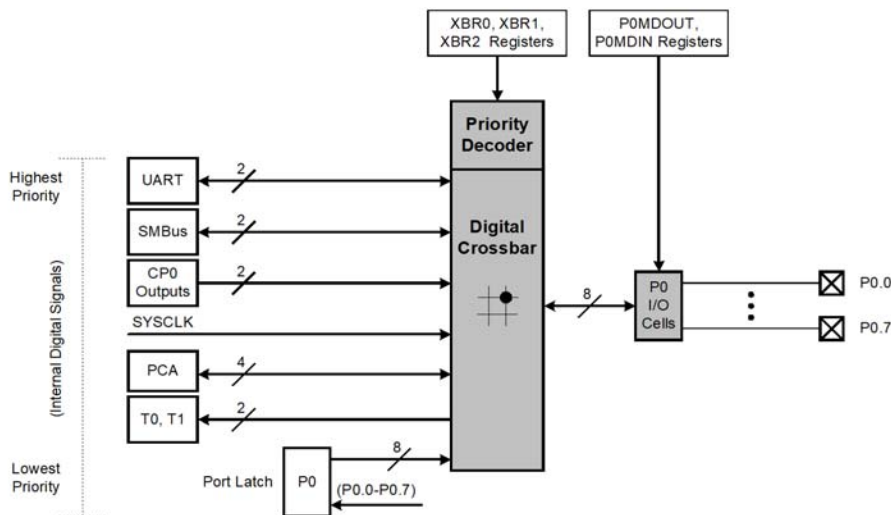 XBR0, XBR1,
XBR2 Registers
P0MDOUT,
P0MDIN Registers
Priority
Decoder
Highest
Priority
UART
2
SMBus
2
Digital
Crossbar
CP0
Outputs
2
P0
I/O
Cells
8
P0.0
P0.7
SYSCLK
(Internal Digital Signals)
PCA
4
T0, T1
2
Lowest
Priority
Port Latch
P0
8
(P0.0-P0.7)